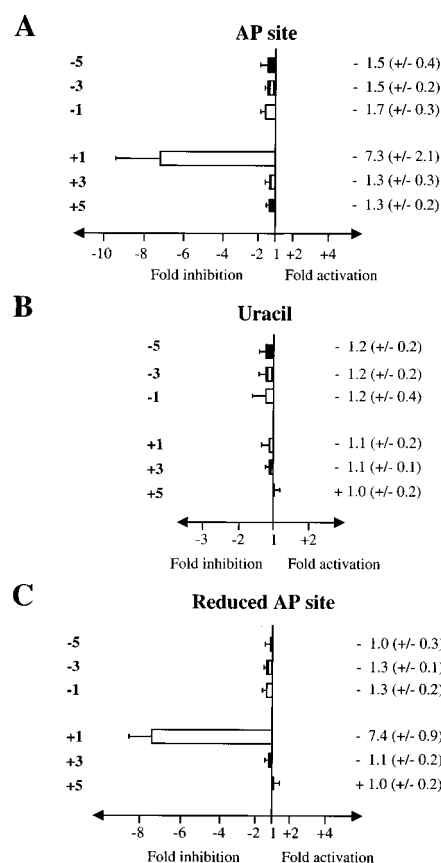 A
AP site
-5 - 1.5 (+/- 0.4)
-3 - 1.5 (+/- 0.2)
-1 - 1.7 (+/- 0.3)
+1 - 7.3 (+/- 2.1)
+3 - 1.3 (+/- 0.3)
+5 - 1.3 (+/- 0.2)
-10 -8 -6 -4 -2 1 +2 +4
Fold inhibition Fold activation
B
Uracil
-5 - 1.2 (+/- 0.2)
-3 - 1.2 (+/- 0.2)
-1 - 1.2 (+/- 0.4)
+1 - 1.1 (+/- 0.2)
+3 - 1.1 (+/- 0.1)
+5 + 1.0 (+/- 0.2)
-3 -2 1 +2
Fold inhibition Fold activation
C
Reduced AP site
-5 - 1.0 (+/- 0.3)
-3 - 1.3 (+/- 0.1)
-1 - 1.3 (+/- 0.2)
+1 - 7.4 (+/- 0.9)
+3 - 1.1 (+/- 0.2)
+5 + 1.0 (+/- 0.2)
-8 -6 -4 -2 1 +2 +4
Fold inhibition Fold activation